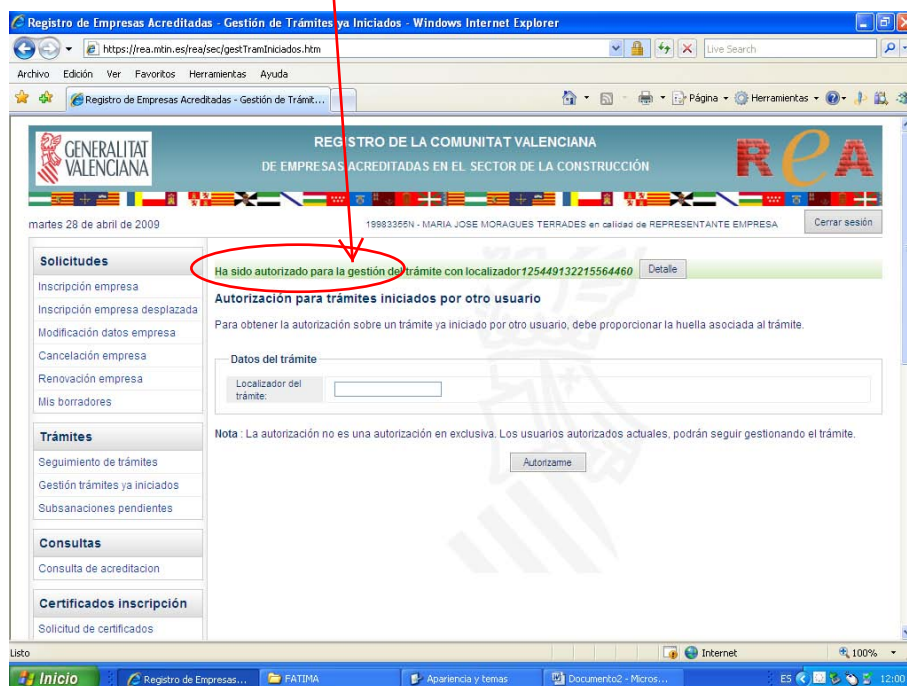 Registro de Empresas Acreditadas - Gestión de Trámites ya Iniciados - Windows Internet Explorer
https://rea.mtin.es/rea/sec/gestTramIniciados.htm
Live Search
Archivo Edición Ver Favoritos Herramientas Ayuda
Registro de Empresas Acreditadas - Gestión de Trámit...
Página
Herramientas
GENERALITAT
VALENCIANA
REGISTRO DE LA COMUNITAT VALENCIANA
DE EMPRESAS ACREDITADAS EN EL SECTOR DE LA CONSTRUCCIÓN
ReA
martes 28 de abril de 2009
19983355N - MARIA JOSE MORAGUES TERRADES en calidad de REPRESENTANTE EMPRESA
Cerrar sesión
Solicitudes
Inscripción empresa
Inscripción empresa desplazada
Modificación datos empresa
Cancelación empresa
Renovación empresa
Mis borradores
Trámites
Seguimiento de trámites
Gestión trámites ya iniciados
Subsanaciones pendientes
Consultas
Consulta de acreditacion
Certificados inscripción
Solicitud de certificados
Ha sido autorizado para la gestión del trámite con localizador 125449132215564460
Detalle
Autorización para trámites iniciados por otro usuario
Para obtener la autorización sobre un trámite ya iniciado por otro usuario, debe proporcionar la huella asociada al trámite.
Datos del trámite
Localizador del
trámite:
Nota : La autorización no es una autorización en exclusiva. Los usuarios autorizados actuales, podrán seguir gestionando el trámite.
Autorizarme
Listo
Internet
100%
Inicio
Registro de Empresas...
FATIMA
Apariencia y temas
Documento2 - Micros...
ES
12:00